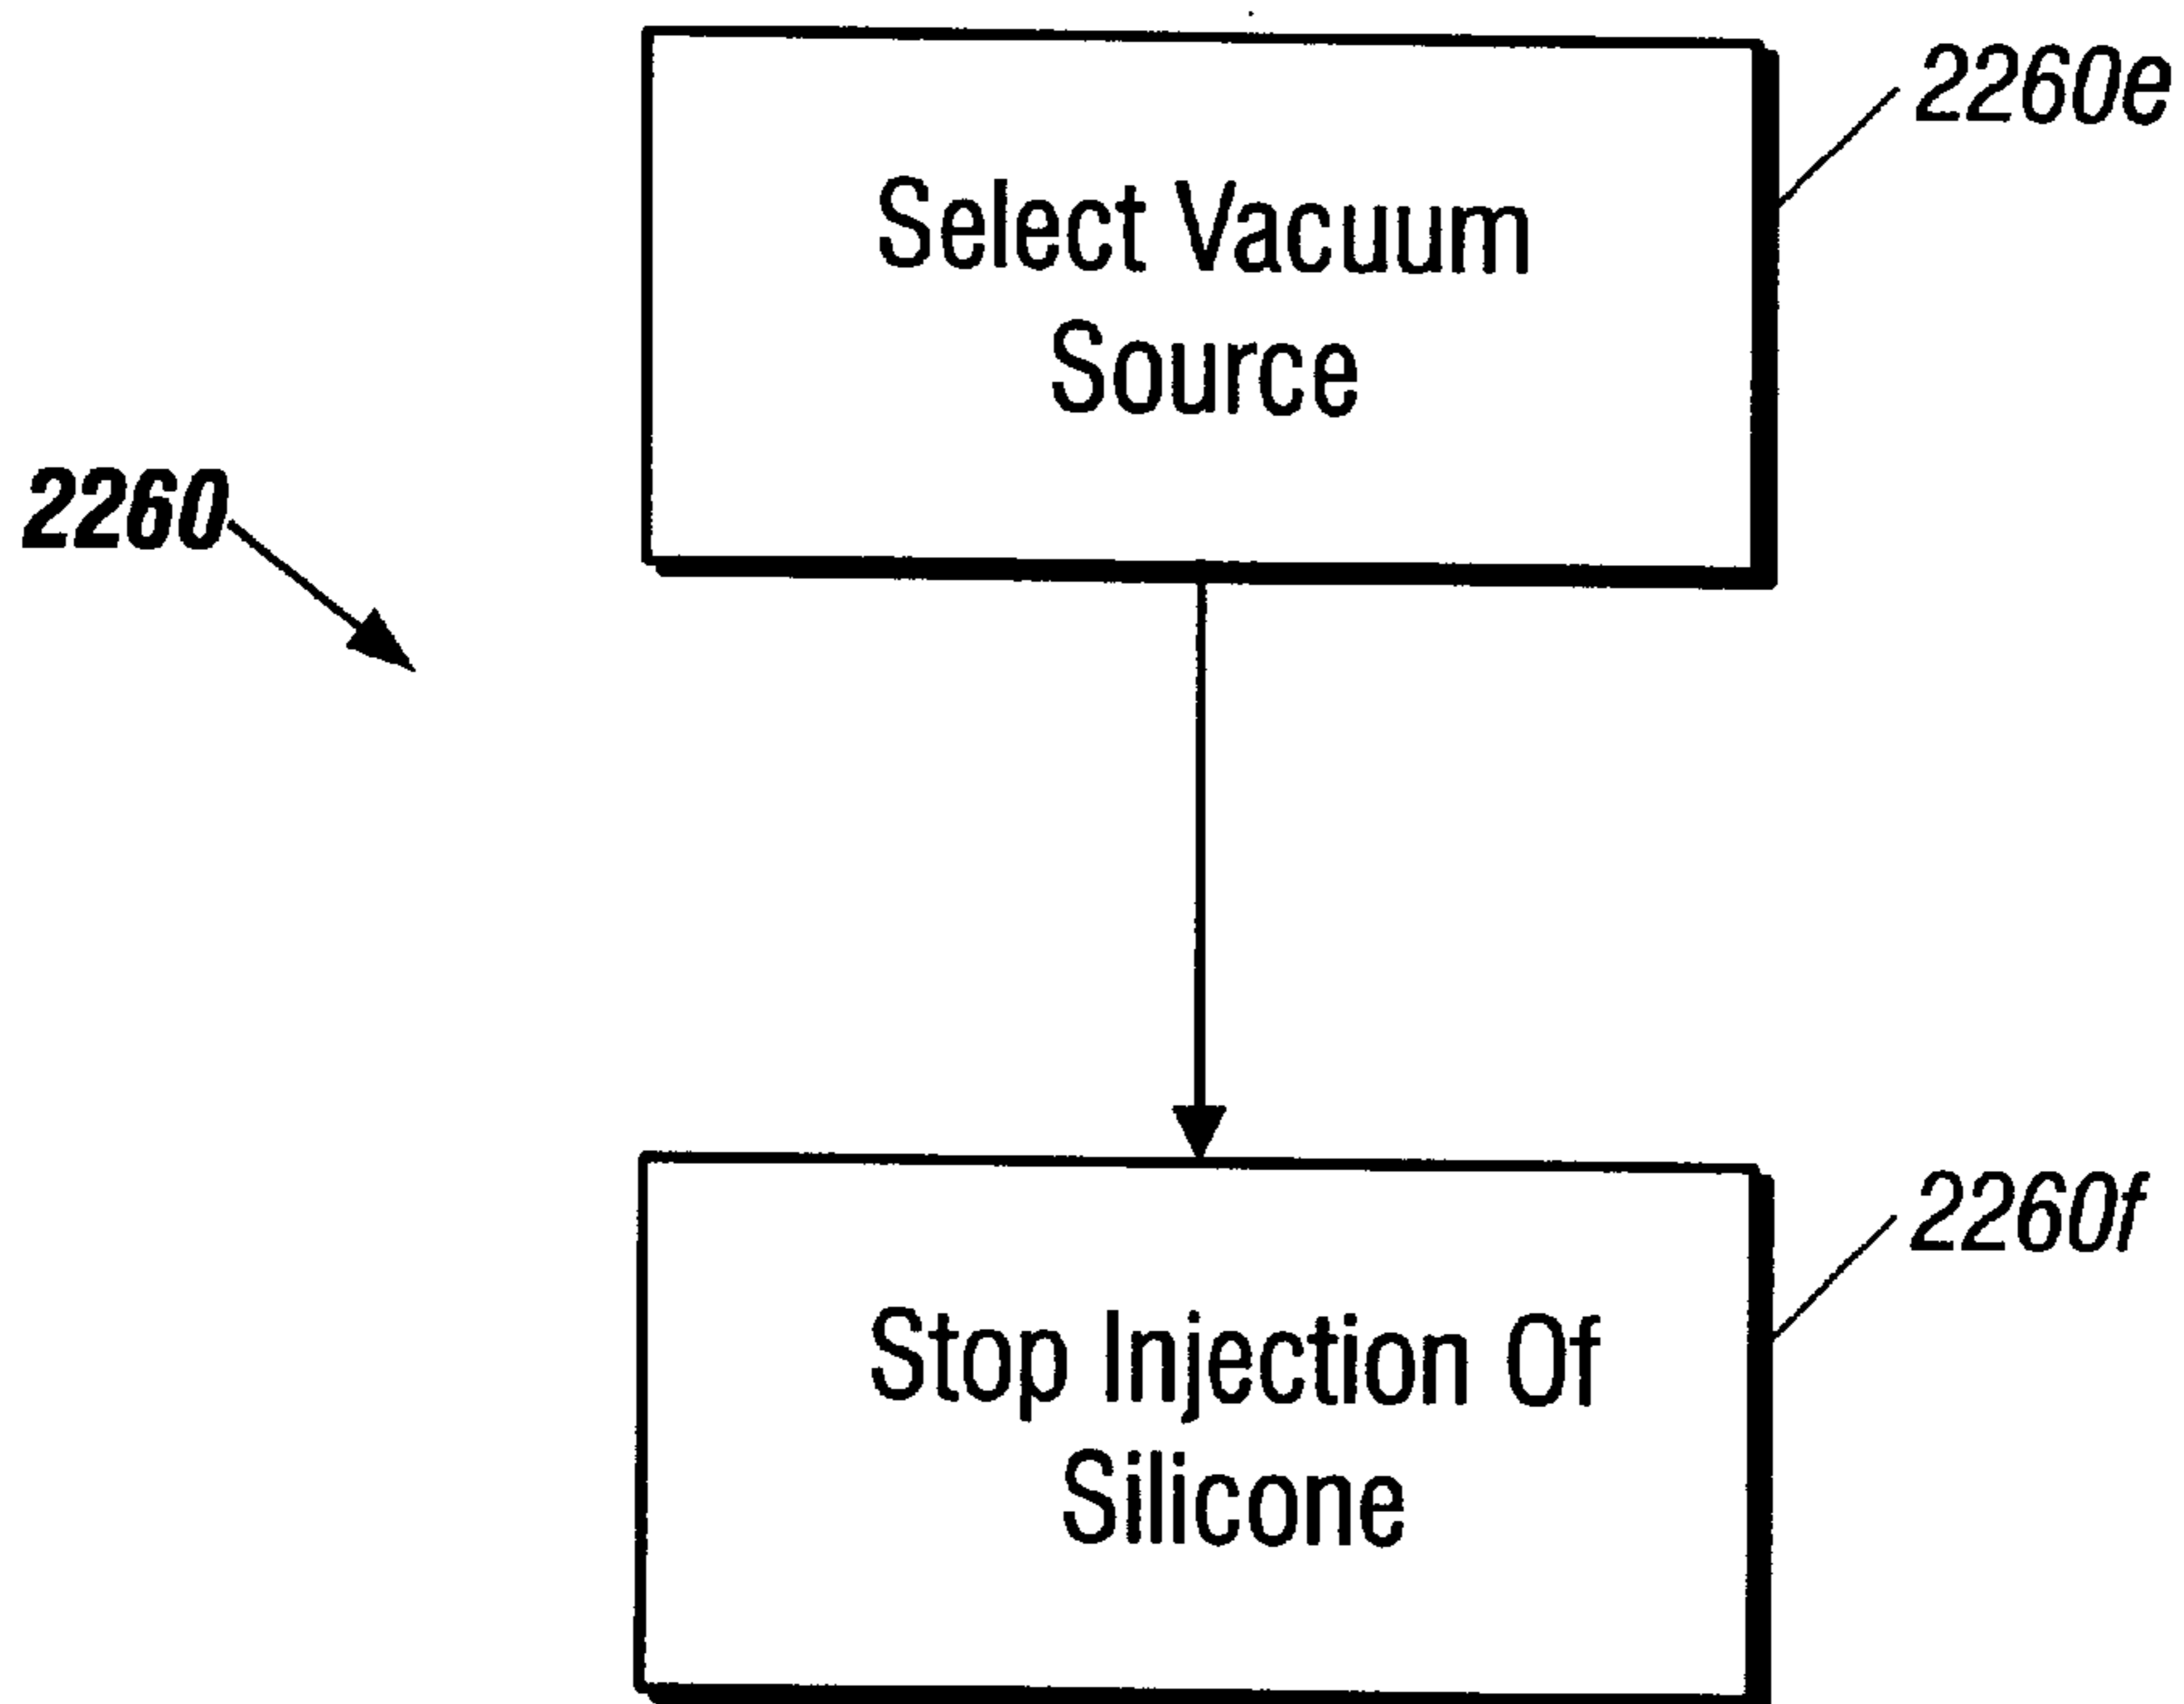 2260e
Select Vacuum
Source
2260
2260f
Stop Injection Of
Silicone